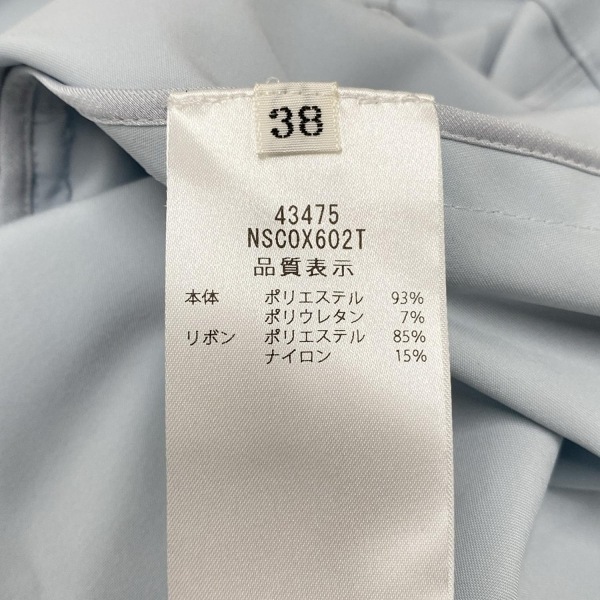 38
43475
NSCOX602T
品質表示
本体 ポリエステル 93%
ポリウレタン 7%
リボン ポリエステル 85%
ナイロン 15%